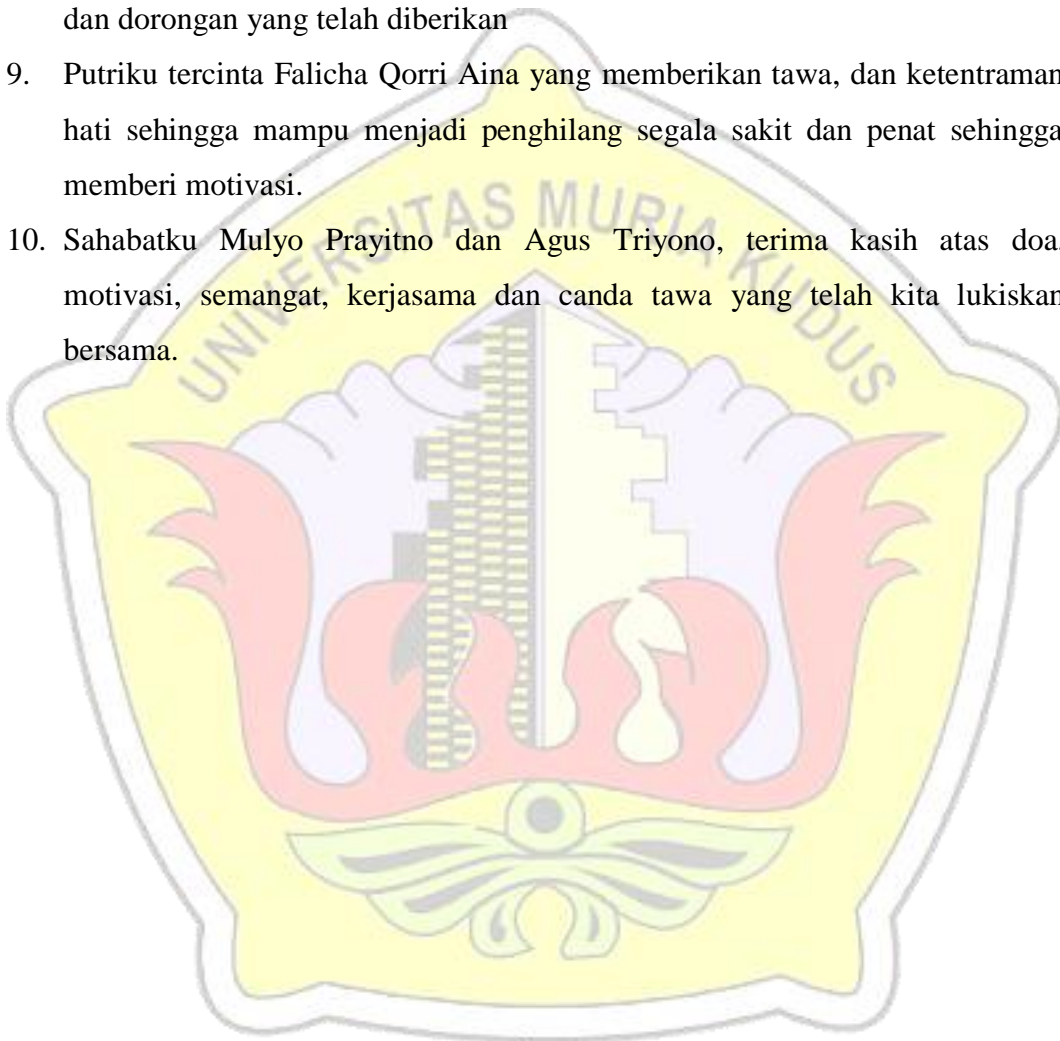 dan dorongan yang telah diberikan
9. Putriku tercinta Falicha Qorri Aina yang memberikan tawa, dan ketentraman
hati sehingga mampu menjadi penghilang segala sakit dan penat sehingga
memberi motivasi.
10. Sahabatku Mulyo Prayitno dan Agus Triyono, terima kasih atas doa,
motivasi, semangat, kerjasama dan canda tawa yang telah kita lukiskan
bersama.
UNIVERSITAS MURIA KUDUS